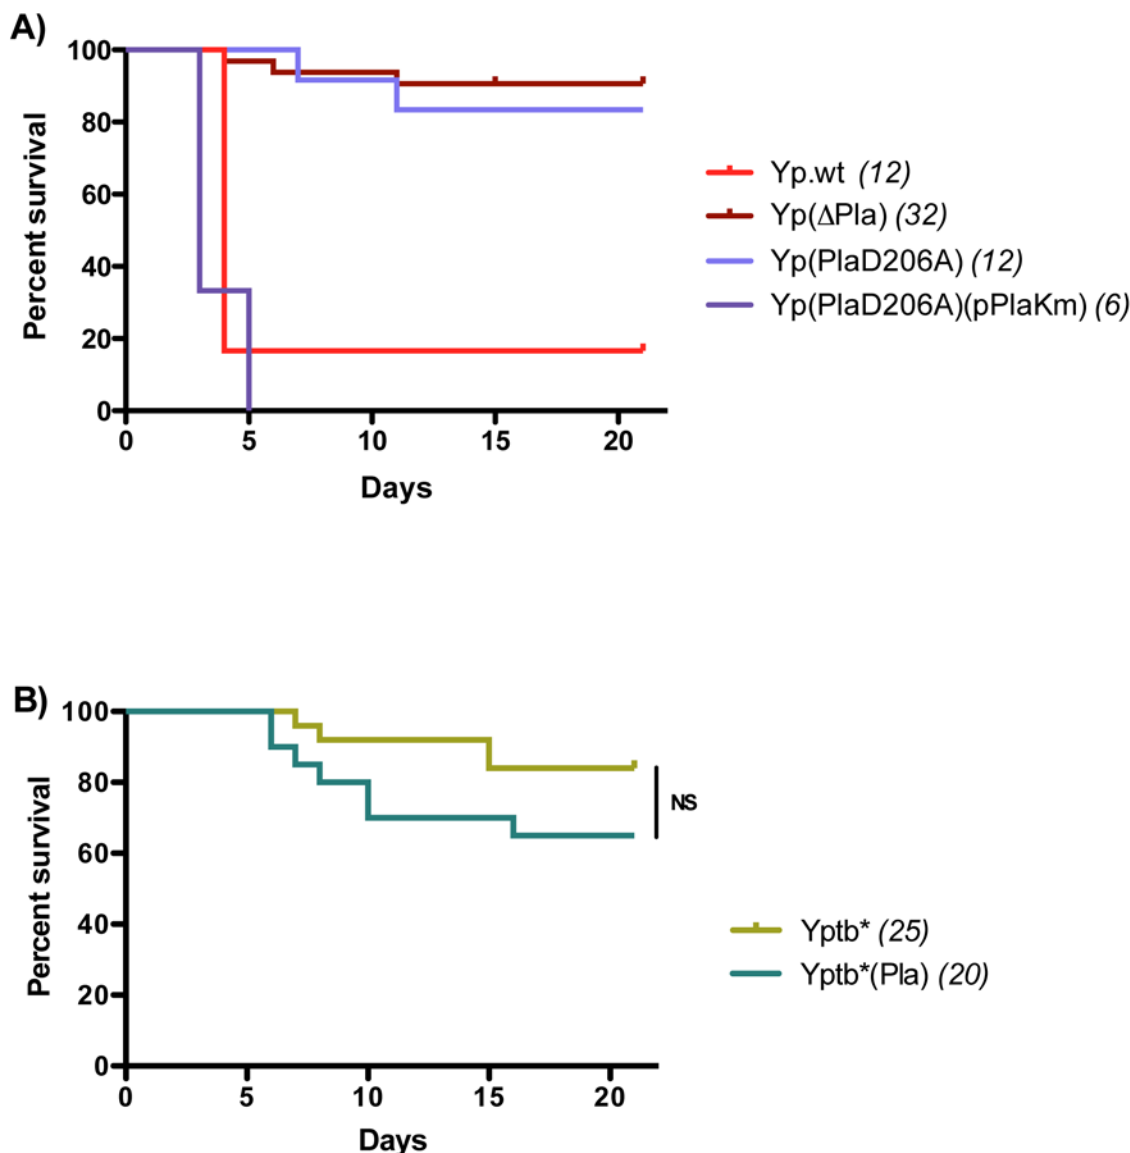 A)
Percent survival
100
80
60
40
20
0
0 5 10 15 20
Days
Yp.wt (12)
Yp(ΔPla) (32)
Yp(PlaD206A) (12)
Yp(PlaD206A)(pPlaKm) (6)
B)
Percent survival
100
80
60
40
20
0
0 5 10 15 20
Days
NS
Yptb* (25)
Yptb*(Pla) (20)